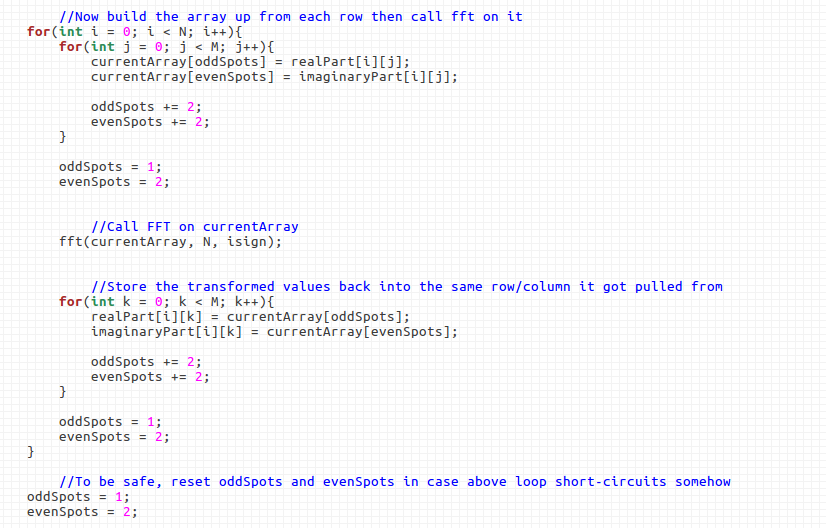 //Now build the array up from each row then call fft on it
for(int i = 0; i < N; i++){
for(int j = 0; j < M; j++){
currentArray[oddSpots] = realPart[i][j];
currentArray[evenSpots] = imaginaryPart[i][j];
oddSpots += 2;
evenSpots += 2;
}
oddSpots = 1;
evenSpots = 2;
//Call FFT on currentArray
fft(currentArray, N, isign);
//Store the transformed values back into the same row/column it got pulled from
for(int k = 0; k < M; k++){
realPart[i][k] = currentArray[oddSpots];
imaginaryPart[i][k] = currentArray[evenSpots];
oddSpots += 2;
evenSpots += 2;
}
oddSpots = 1;
evenSpots = 2;
}
//To be safe, reset oddSpots and evenSpots in case above loop short-circuits somehow
oddSpots = 1;
evenSpots = 2;